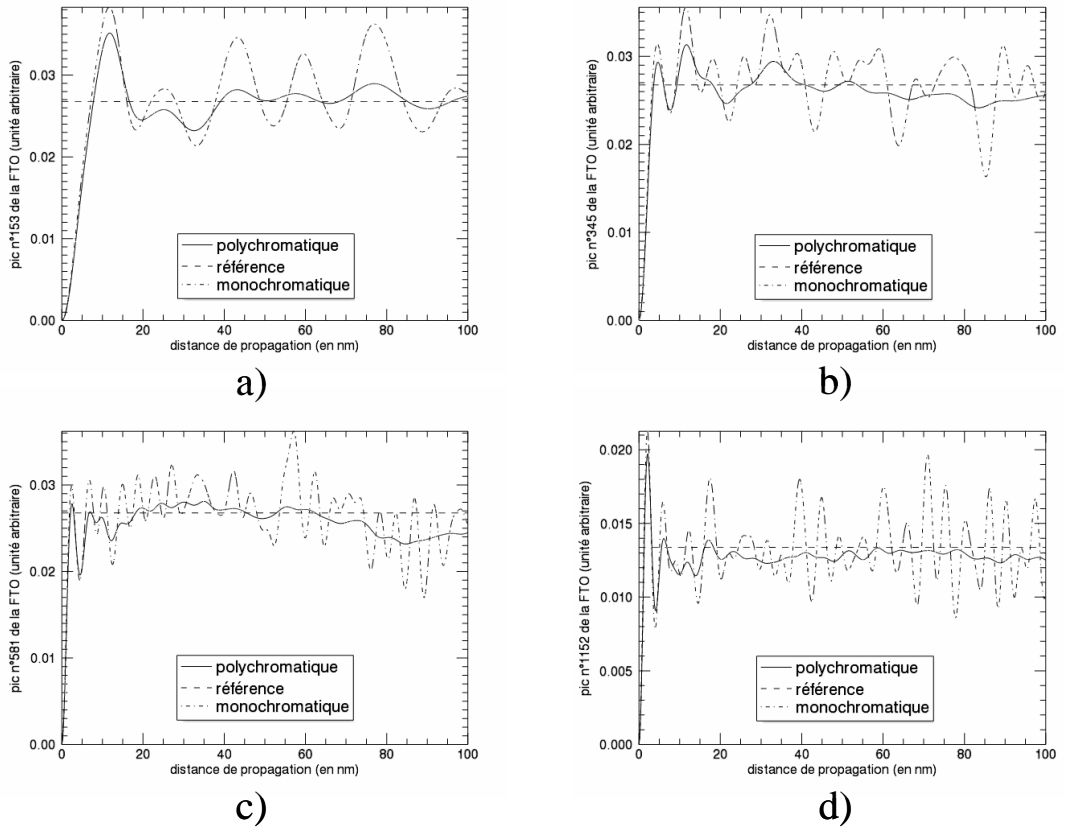 pic n°153 de la FTO (unité arbitraire)
0.03
0.02
0.01
0.00
polychromatique
référence
monochromatique
0 20 40 60 80 100
distance de propagation (en nm)
a)
pic n°345 de la FTO (unité arbitraire)
0.03
0.02
0.01
0.00
polychromatique
référence
monochromatique
0 20 40 60 80 100
distance de propagation (en nm)
b)
pic n°581 de la FTO (unité arbitraire)
0.03
0.02
0.01
0.00
polychromatique
référence
monochromatique
0 20 40 60 80 100
distance de propagation (en nm)
c)
pic n°1152 de la FTO (unité arbitraire)
0.020
0.015
0.010
0.005
0.000
polychromatique
référence
monochromatique
0 20 40 60 80 100
distance de propagation (en nm)
d)